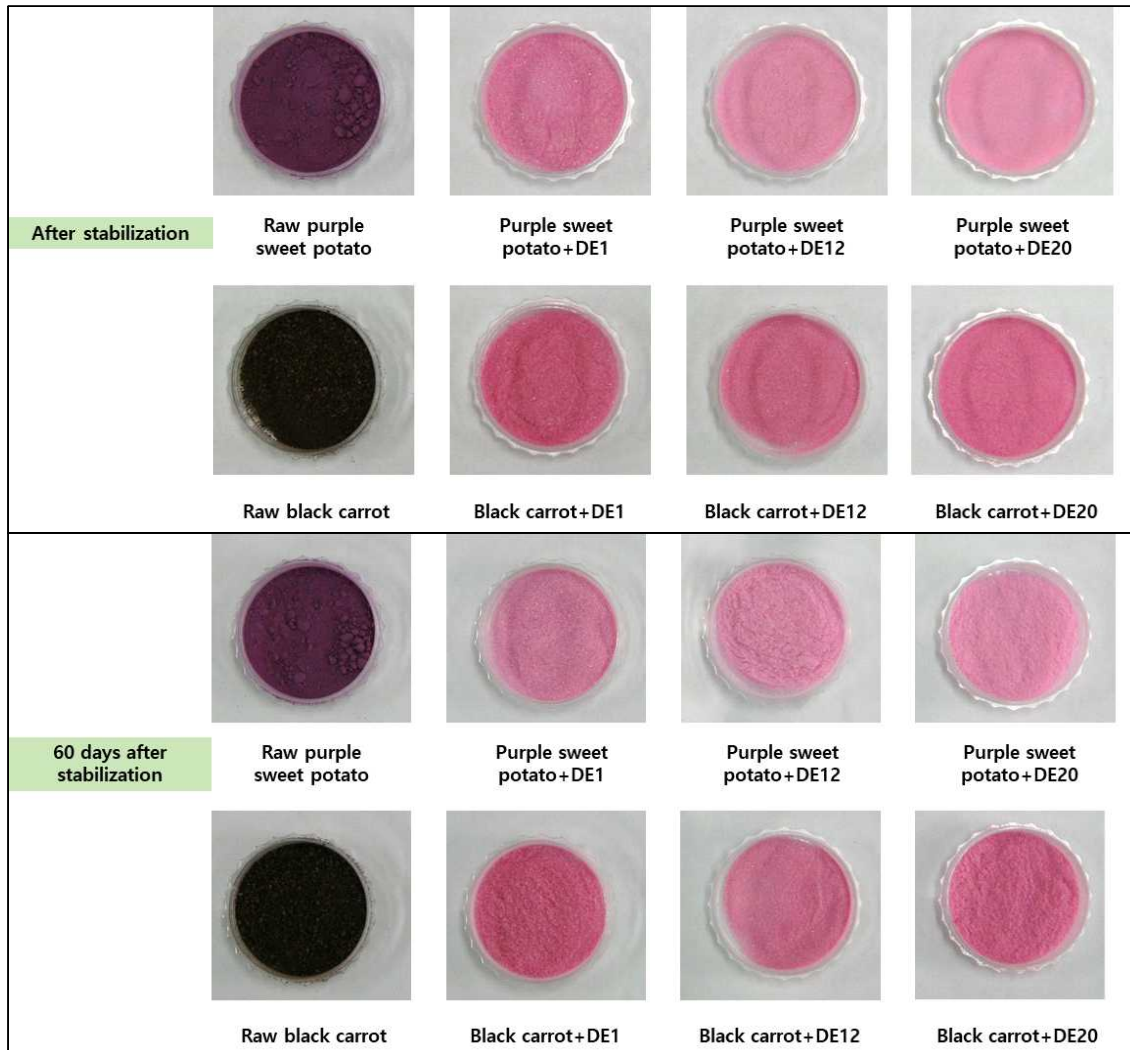 After stabilization
Raw purple
sweet potato
Purple sweet
potato+DE1
Purple sweet
potato+DE12
Purple sweet
potato+DE20
Raw black carrot
Black carrot+DE1
Black carrot+DE12
Black carrot+DE20
60 days after
stabilization
Raw purple
sweet potato
Purple sweet
potato+DE1
Purple sweet
potato+DE12
Purple sweet
potato+DE20
Raw black carrot
Black carrot+DE1
Black carrot+DE12
Black carrot+DE20